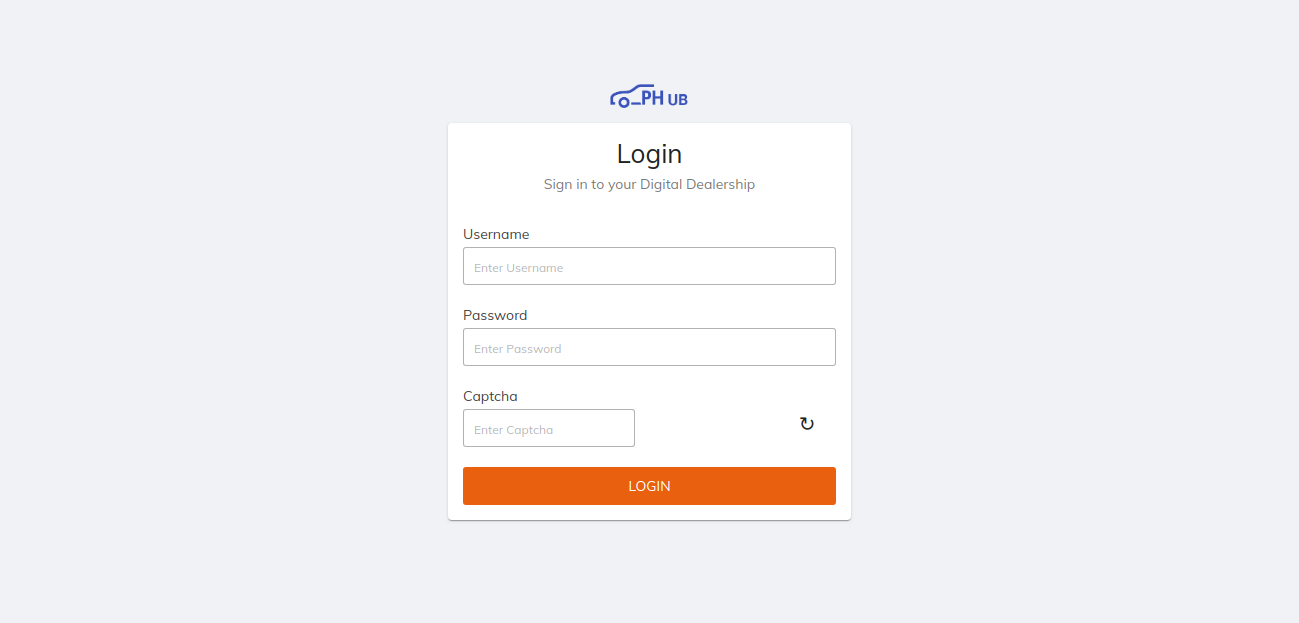 PH UB
Login
Sign in to your Digital Dealership
Username
Enter Username
Password
Enter Password
Captcha
Enter Captcha
↻
LOGIN